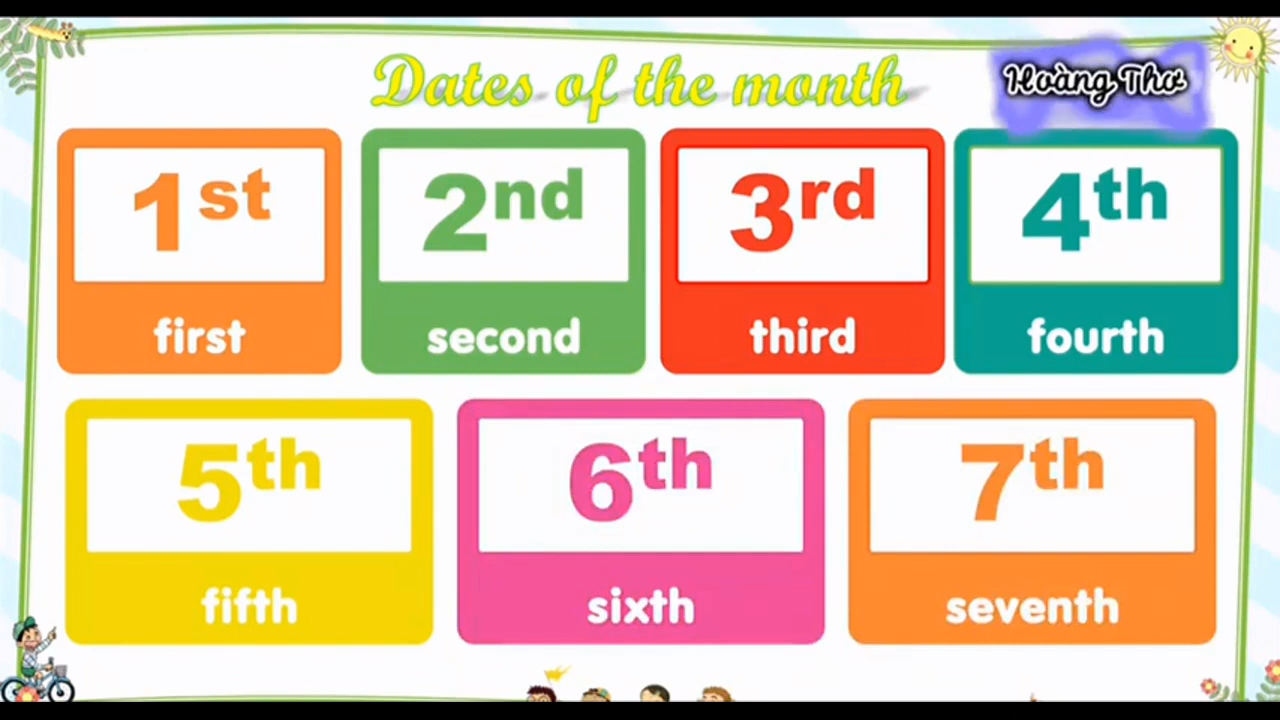 Dates of the month
Hoàng Thơ
1st 2nd 3rd 4th
first second third fourth
5th 6th 7th
fifth sixth seventh